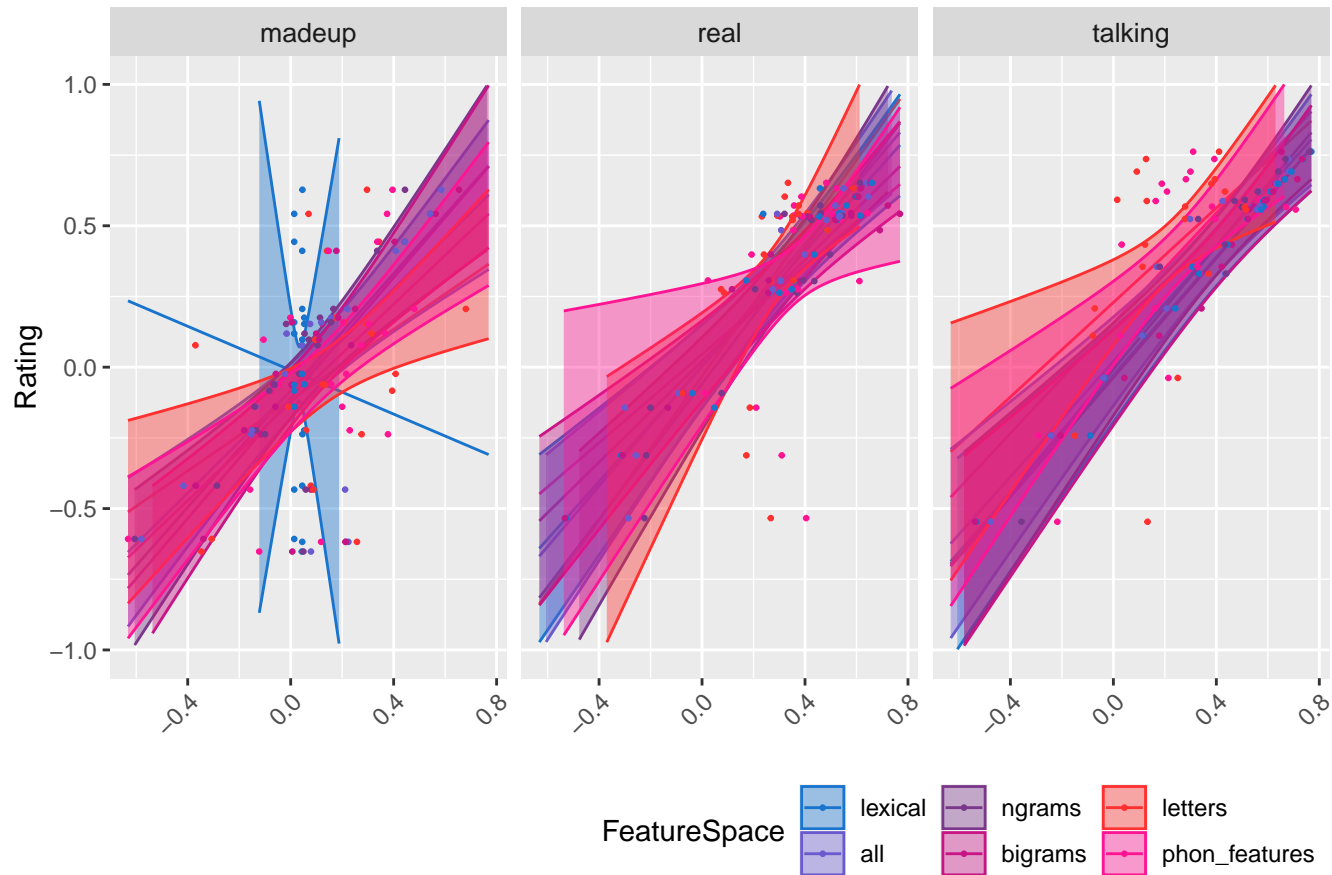 madeup real talking
Rating
1.0
0.5
0.0
−0.5
−1.0
−0.4 0.0 0.4 0.8 −0.4 0.0 0.4 0.8 −0.4 0.0 0.4 0.8
FeatureSpace
lexical ngrams letters
all bigrams phon_features